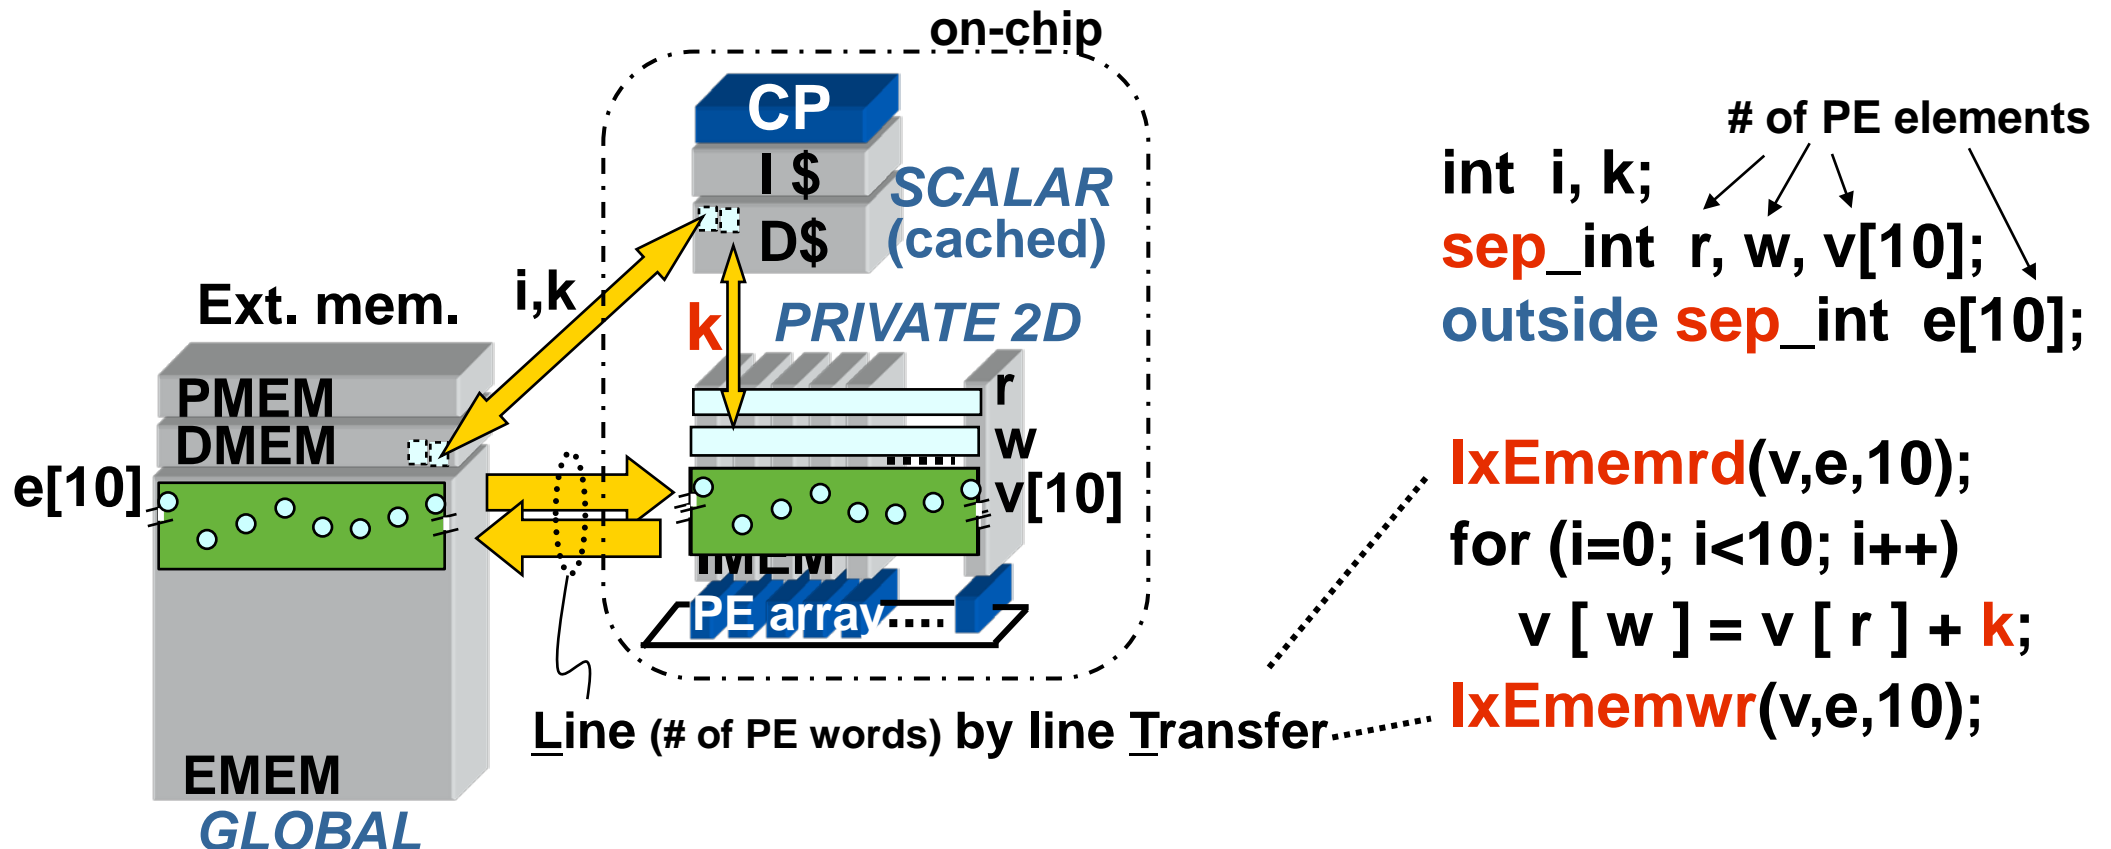 on-chip
CP
I $
D$
SCALAR
(cached)
i,k
Ext. mem.
k
PRIVATE 2D
PMEM
DMEM
r
w
e[10]
v[10]
IMEM
PE array
EMEM
GLOBAL
Line (# of PE words) by line Transfer
# of PE elements
int i, k;
sep_int r, w, v[10];
outside sep_int e[10];
lxEmemrd(v,e,10);
for (i=0; i<10; i++)
v [ w ] = v [ r ] + k;
lxEmemwr(v,e,10);